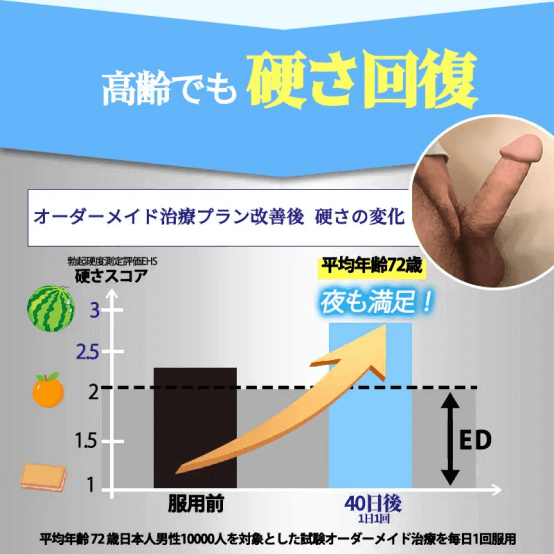 高齢でも 硬さ回復
オーダーメイド治療プラン改善後 硬さの変化
勃起硬度測定評価EHS
硬さスコア
平均年齢72歳
夜も満足！
3
2.5
2
1.5
1
ED
服用前
40日後
1日1回
平均年齢72歳日本人男性10000人を対象とした試験オーダーメイド治療を毎日1回服用